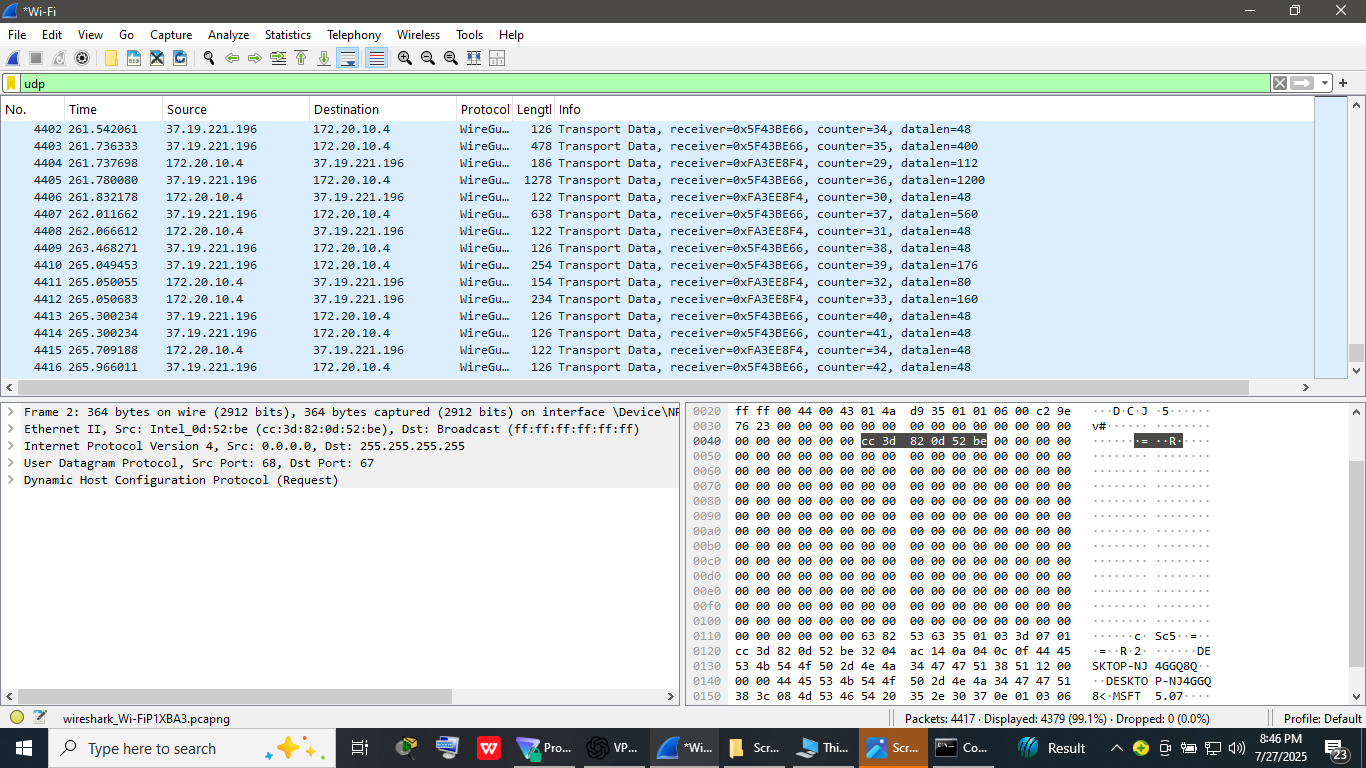 *Wi-Fi
File Edit View Go Capture Analyze Statistics Telephony Wireless Tools Help
udp
No. Time Source Destination Protocol Lengtl Info
4402 261.542061 37.19.221.196 172.20.10.4 WireGu… 126 Transport Data, receiver=0x5F43BE66, counter=34, datalen=48
4403 261.736333 37.19.221.196 172.20.10.4 WireGu… 478 Transport Data, receiver=0x5F43BE66, counter=35, datalen=400
4404 261.737698 172.20.10.4 37.19.221.196 WireGu… 186 Transport Data, receiver=0xFA3EE8F4, counter=29, datalen=112
4405 261.780080 37.19.221.196 172.20.10.4 WireGu… 1278 Transport Data, receiver=0x5F43BE66, counter=36, datalen=1200
4406 261.832178 172.20.10.4 37.19.221.196 WireGu… 122 Transport Data, receiver=0xFA3EE8F4, counter=30, datalen=48
4407 262.011662 37.19.221.196 172.20.10.4 WireGu… 638 Transport Data, receiver=0x5F43BE66, counter=37, datalen=560
4408 262.066612 172.20.10.4 37.19.221.196 WireGu… 122 Transport Data, receiver=0xFA3EE8F4, counter=31, datalen=48
4409 263.468271 37.19.221.196 172.20.10.4 WireGu… 126 Transport Data, receiver=0x5F43BE66, counter=38, datalen=48
4410 265.049453 37.19.221.196 172.20.10.4 WireGu… 254 Transport Data, receiver=0x5F43BE66, counter=39, datalen=176
4411 265.050055 172.20.10.4 37.19.221.196 WireGu… 154 Transport Data, receiver=0xFA3EE8F4, counter=32, datalen=80
4412 265.050683 172.20.10.4 37.19.221.196 WireGu… 234 Transport Data, receiver=0xFA3EE8F4, counter=33, datalen=160
4413 265.300234 37.19.221.196 172.20.10.4 WireGu… 126 Transport Data, receiver=0x5F43BE66, counter=40, datalen=48
4414 265.300234 37.19.221.196 172.20.10.4 WireGu… 126 Transport Data, receiver=0x5F43BE66, counter=41, datalen=48
4415 265.709188 172.20.10.4 37.19.221.196 WireGu… 122 Transport Data, receiver=0xFA3EE8F4, counter=34, datalen=48
4416 265.966011 37.19.221.196 172.20.10.4 WireGu… 126 Transport Data, receiver=0x5F43BE66, counter=42, datalen=48
Frame 2: 364 bytes on wire (2912 bits), 364 bytes captured (2912 bits) on interface \Device\NP
Ethernet II, Src: Intel_0d:52:be (cc:3d:82:0d:52:be), Dst: Broadcast (ff:ff:ff:ff:ff:ff)
Internet Protocol Version 4, Src: 0.0.0.0, Dst: 255.255.255.255
User Datagram Protocol, Src Port: 68, Dst Port: 67
Dynamic Host Configuration Protocol (Request)
0020 ff ff 00 44 00 43 01 4a d9 35 01 01 06 00 c2 9e ···D·C·J ·5······
0030 76 23 00 00 00 00 00 00 00 00 00 00 00 00 00 00 v#······ ········
0040 00 00 00 00 00 00 cc 3d 82 0d 52 be 00 00 00 00 ·······= ··R·····
0050 00 00 00 00 00 00 00 00 00 00 00 00 00 00 00 00 ········ ········
0060 00 00 00 00 00 00 00 00 00 00 00 00 00 00 00 00 ········ ········
0070 00 00 00 00 00 00 00 00 00 00 00 00 00 00 00 00 ········ ········
0080 00 00 00 00 00 00 00 00 00 00 00 00 00 00 00 00 ········ ········
0090 00 00 00 00 00 00 00 00 00 00 00 00 00 00 00 00 ········ ········
00a0 00 00 00 00 00 00 00 00 00 00 00 00 00 00 00 00 ········ ········
00b0 00 00 00 00 00 00 00 00 00 00 00 00 00 00 00 00 ········ ········
00c0 00 00 00 00 00 00 00 00 00 00 00 00 00 00 00 00 ········ ········
00d0 00 00 00 00 00 00 00 00 00 00 00 00 00 00 00 00 ········ ········
00e0 00 00 00 00 00 00 00 00 00 00 00 00 00 00 00 00 ········ ········
00f0 00 00 00 00 00 00 00 00 00 00 00 00 00 00 00 00 ········ ········
0100 00 00 00 00 00 00 00 00 00 00 00 00 00 00 00 00 ········ ········
0110 00 00 00 00 00 00 63 82 53 63 35 01 03 3d 07 01 ······c· Sc5··=··
0120 cc 3d 82 0d 52 be 32 04 ac 14 0a 04 0c 0f 44 45 ·=··R·2· ······DE
0130 53 4b 54 4f 50 2d 4e 4a 34 47 47 51 38 51 12 00 SKTOP-NJ 4GGQ8Q··
0140 00 00 44 45 53 4b 54 4f 50 2d 4e 4a 34 47 47 51 ··DESKTO P-NJ4GGQ
0150 38 3c 08 4d 53 46 54 20 35 2e 30 37 0e 01 03 06 8<·MSFT 5.07····
wireshark_Wi-FiP1XBA3.pcapng
Packets: 4417 · Displayed: 4379 (99.1%) · Dropped: 0 (0.0%)
Profile: Default
Type here to search
Pro...
VP...
*Wi...
Scr...
Thi...
Scr...
Co...
Result
8:46 PM
7/27/2025
23